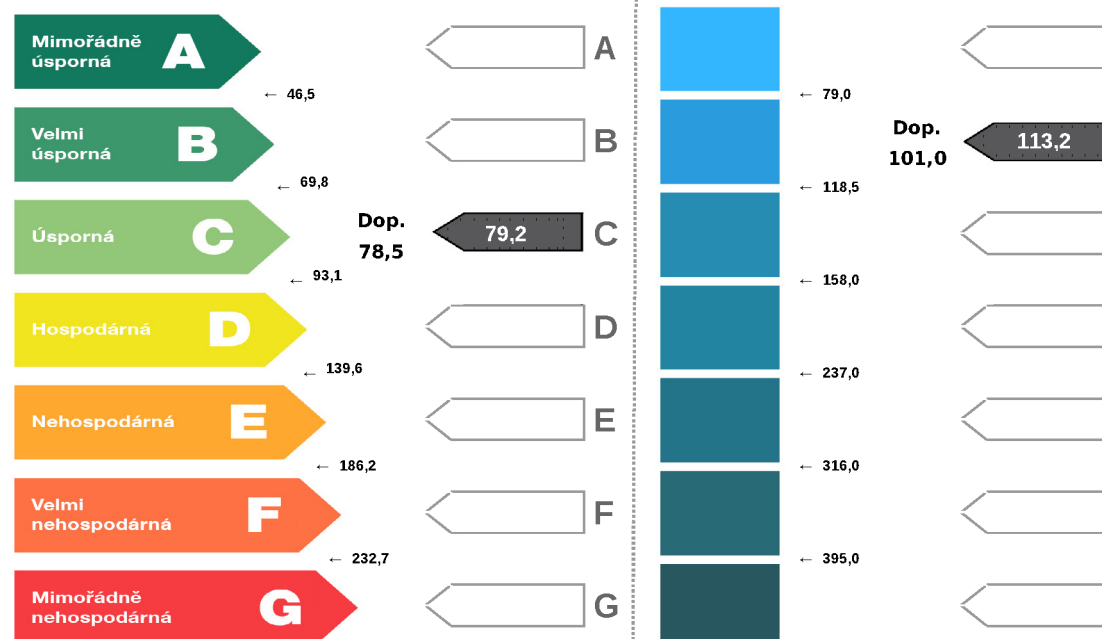 Mimořádně
úsporná
A
A
46,5
79,0
Velmi
úsporná
B
B
Dop.
101,0
113,2
69,8
118,5
Úsporná
C
Dop.
78,5
79,2
C
93,1
158,0
Hospodárná
D
D
139,6
237,0
Nehospodárná
E
E
186,2
316,0
Velmi
nehospodárná
F
F
232,7
395,0
Mimořádně
nehospodárná
G
G